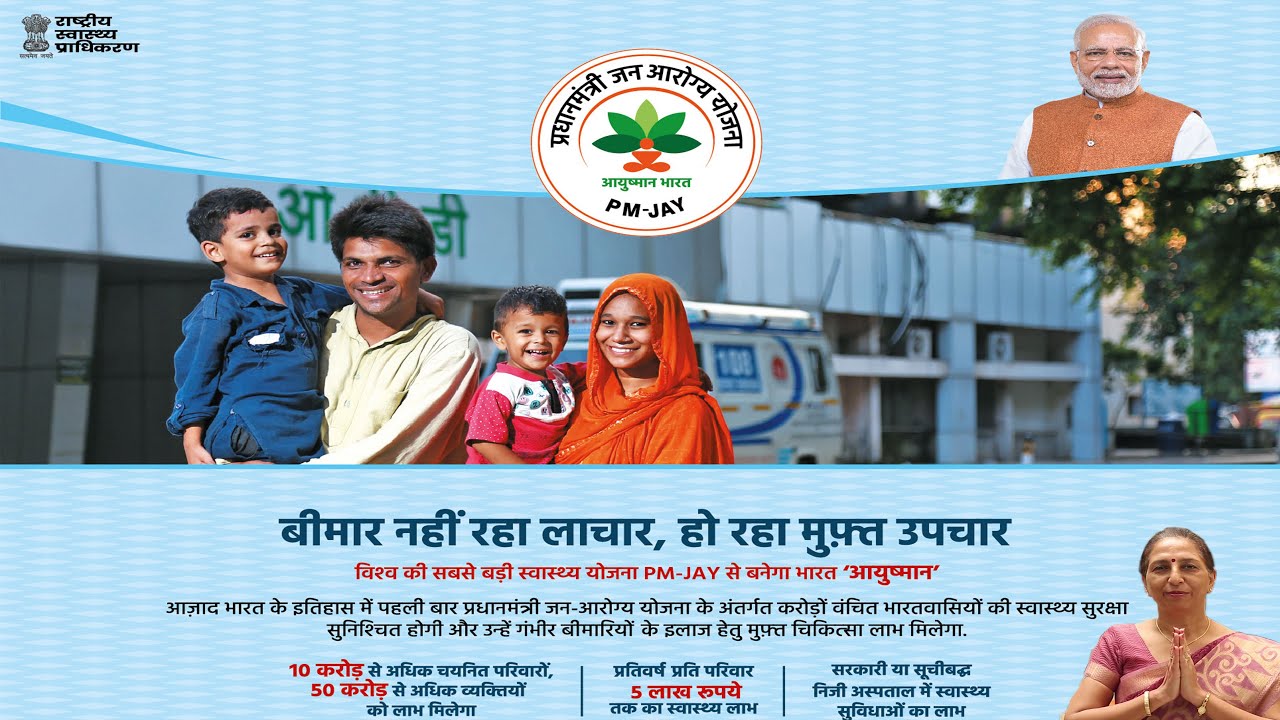 राष्ट्रीय
स्वास्थ्य
प्राधिकरण
सत्यमेव जयते
प्रधानमंत्री जन आरोग्य योजना
आयुष्मान भारत
PM-JAY
108
बीमार नहीं रहा लाचार, हो रहा मुफ़्त उपचार
विश्व की सबसे बड़ी स्वास्थ्य योजना PM-JAY से बनेगा भारत ‘आयुष्मान’
आज़ाद भारत के इतिहास में पहली बार प्रधानमंत्री जन-आरोग्य योजना के अंतर्गत करोड़ों वंचित भारतवासियों की स्वास्थ्य सुरक्षा
सुनिश्चित होगी और उन्हें गंभीर बीमारियों के इलाज हेतु मुफ़्त चिकित्सा लाभ मिलेगा.
10 करोड़ से अधिक चयनित परिवारों,
50 करोड़ से अधिक व्यक्तियों
को लाभ मिलेगा
प्रतिवर्ष प्रति परिवार
5 लाख रूपये
तक का स्वास्थ्य लाभ
सरकारी या सूचीबद्ध
निजी अस्पताल में स्वास्थ्य
सुविधाओं का लाभ